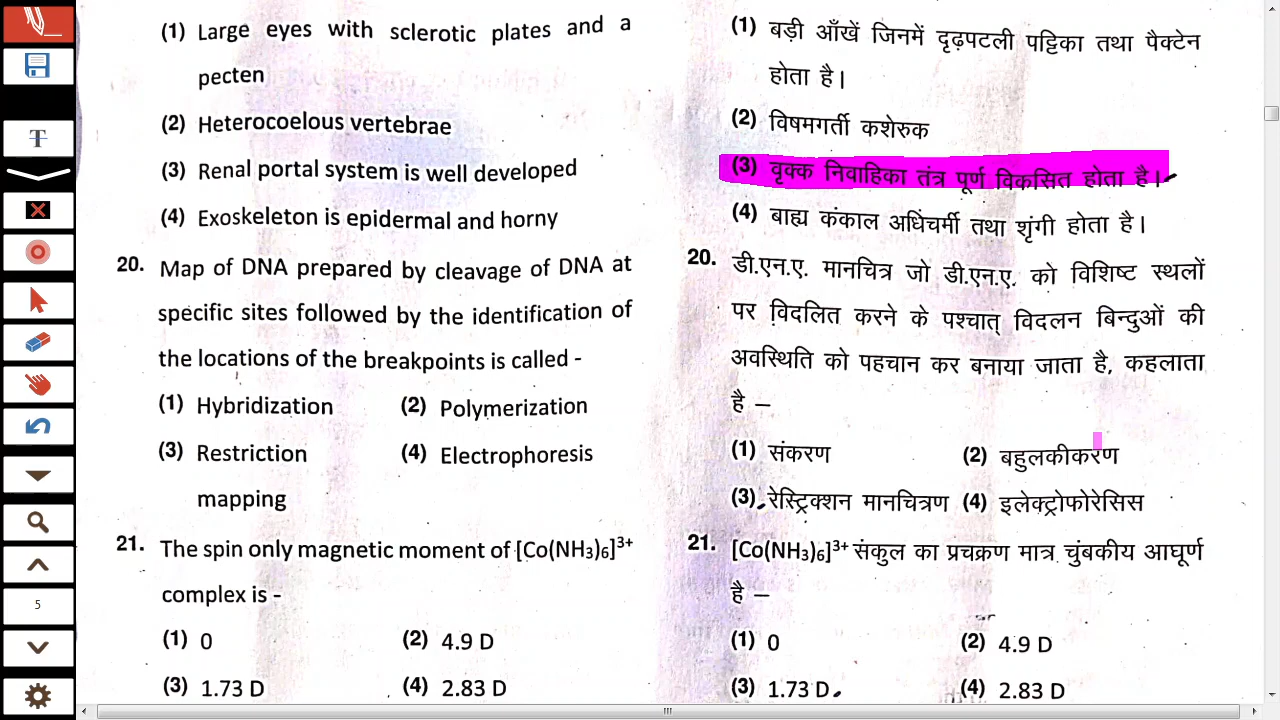 (1) Large eyes with sclerotic plates and a
pecten
(2) Heterocoelous vertebrae
(3) Renal portal system is well developed
(4) Exoskeleton is epidermal and horny
20. Map of DNA prepared by cleavage of DNA at
specific sites followed by the identification of
the locations of the breakpoints is called -
(1) Hybridization (2) Polymerization
(3) Restriction (4) Electrophoresis
mapping
21. The spin only magnetic moment of [Co(NH₃)₆]³⁺
complex is -
(1) 0 (2) 4.9 D
(3) 1.73 D (4) 2.83 D
(1) बड़ी आँखें जिनमें दृढ़पटली पट्टिका तथा पैक्टेन
होता है।
(2) विषमगर्ती कशेरुक
(3) वृक्क निवाहिका तंत्र पूर्ण विकसित होता है।
(4) बाह्य कंकाल अधिचर्मी तथा शृंगी होता है।
20. डी.एन.ए. मानचित्र जो डी.एन.ए. को विशिष्ट स्थलों
पर विदलित करने के पश्चात् विदलन बिन्दुओं की
अवस्थिति को पहचान कर बनाया जाता है, कहलाता
है –
(1) संकरण (2) बहुलकीकरण
(3) रेस्ट्रिक्शन मानचित्रण (4) इलेक्ट्रोफोरेसिस
21. [Co(NH₃)₆]³⁺ संकुल का प्रचक्रण मात्र चुंबकीय आघूर्ण
है –
(1) 0 (2) 4.9 D
(3) 1.73 D (4) 2.83 D
5